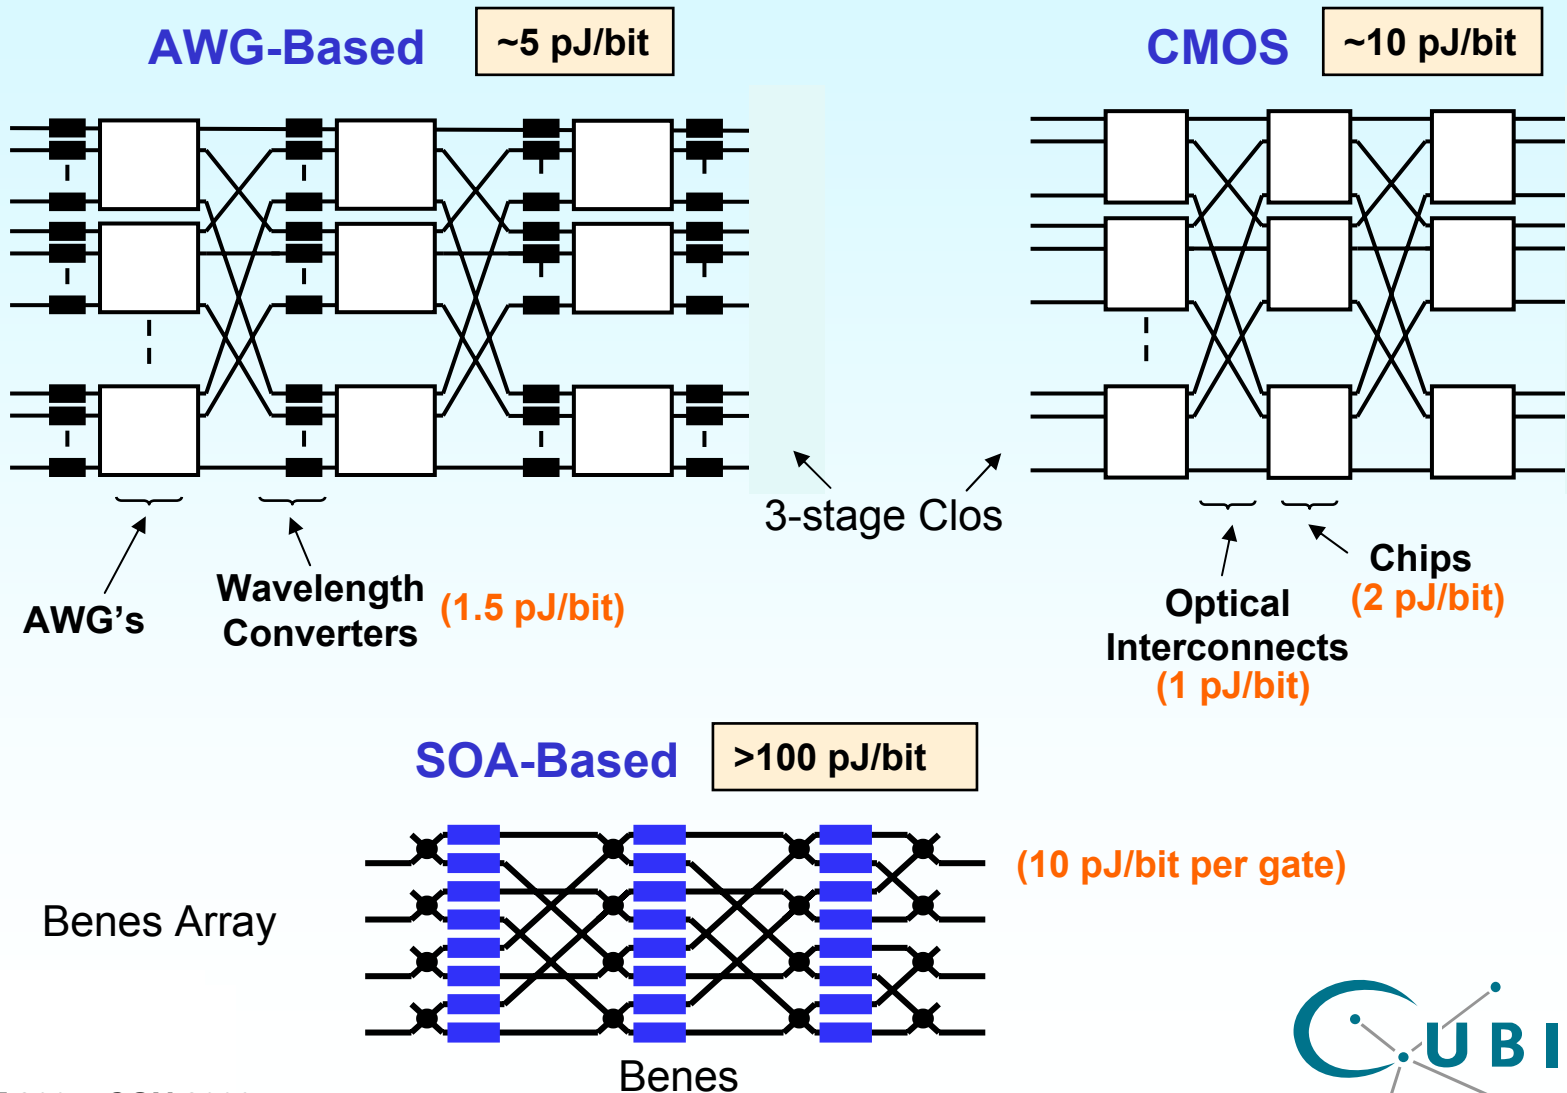 AWG-Based
~5 pJ/bit
CMOS
~10 pJ/bit
3-stage Clos
AWG's
Wavelength
Converters
(1.5 pJ/bit)
Optical
Interconnects
(1 pJ/bit)
Chips
(2 pJ/bit)
SOA-Based
>100 pJ/bit
(10 pJ/bit per gate)
Benes Array
Benes
CUBI